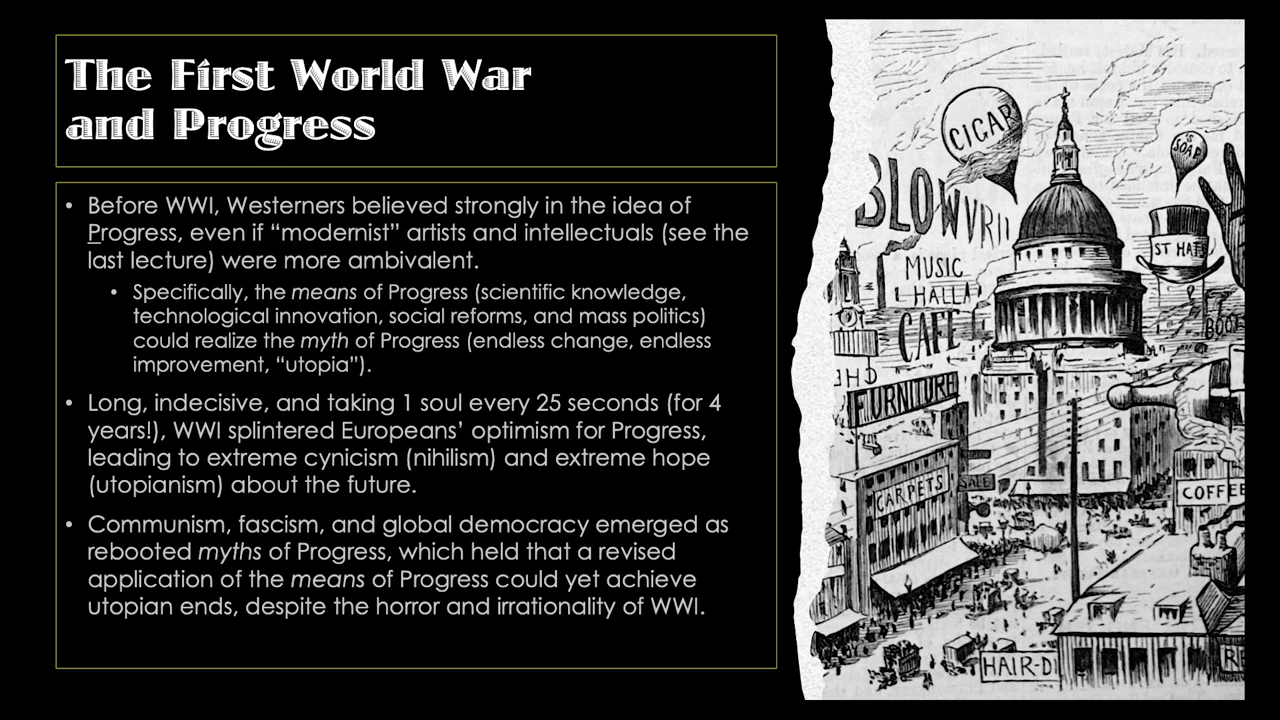 The First World War
and Progress
• Before WWI, Westerners believed strongly in the idea of
Progress, even if “modernist” artists and intellectuals (see the
last lecture) were more ambivalent.
• Specifically, the means of Progress (scientific knowledge,
technological innovation, social reforms, and mass politics)
could realize the myth of Progress (endless change, endless
improvement, “utopia”).
• Long, indecisive, and taking 1 soul every 25 seconds (for 4
years!), WWI splintered Europeans’ optimism for Progress,
leading to extreme cynicism (nihilism) and extreme hope
(utopianism) about the future.
• Communism, fascism, and global democracy emerged as
rebooted myths of Progress, which held that a revised
application of the means of Progress could yet achieve
utopian ends, despite the horror and irrationality of WWI.
CIGAR
'S
SOAP
BLOW
VRIL
ST HATS
MUSIC
HALLA
CAFE
FURNITURE
CARPETS
SALE
COFFEE
HAIR-D